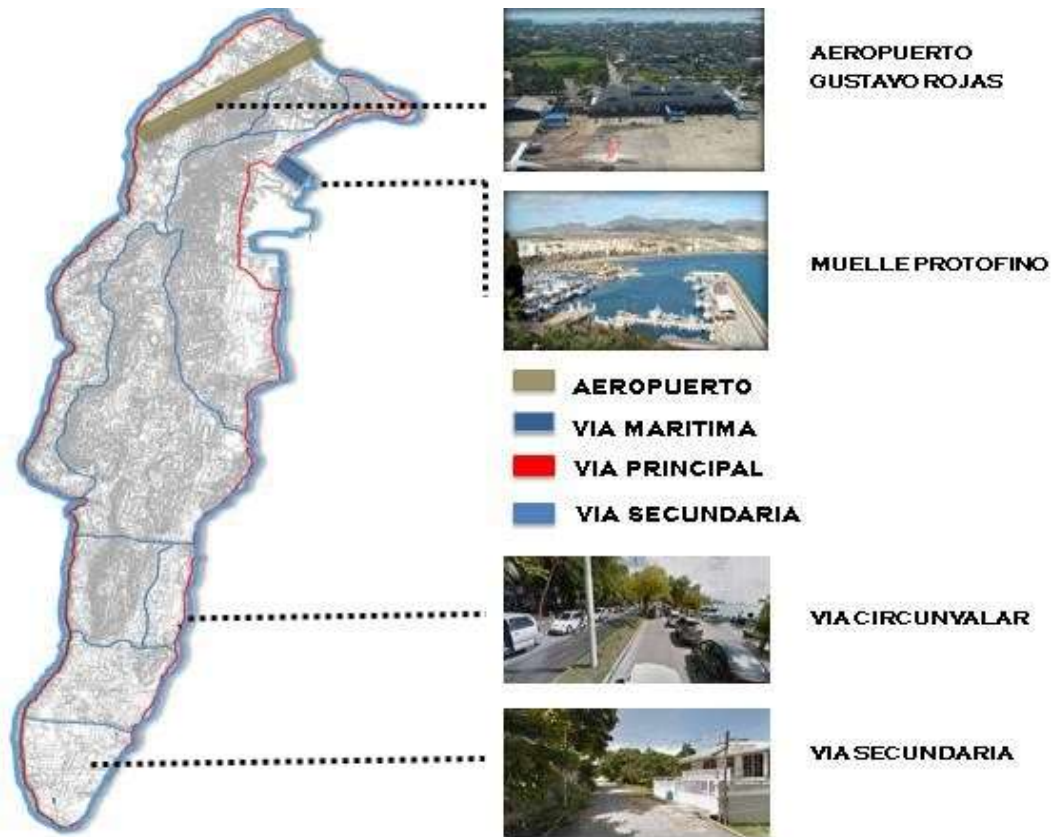 AEROPUERTO
GUSTAVO ROJAS
MUELLE PROTOFINO
AEROPUERTO
VIA MARITIMA
VIA PRINCIPAL
VIA SECUNDARIA
VIA CIRCUNVALAR
VIA SECUNDARIA